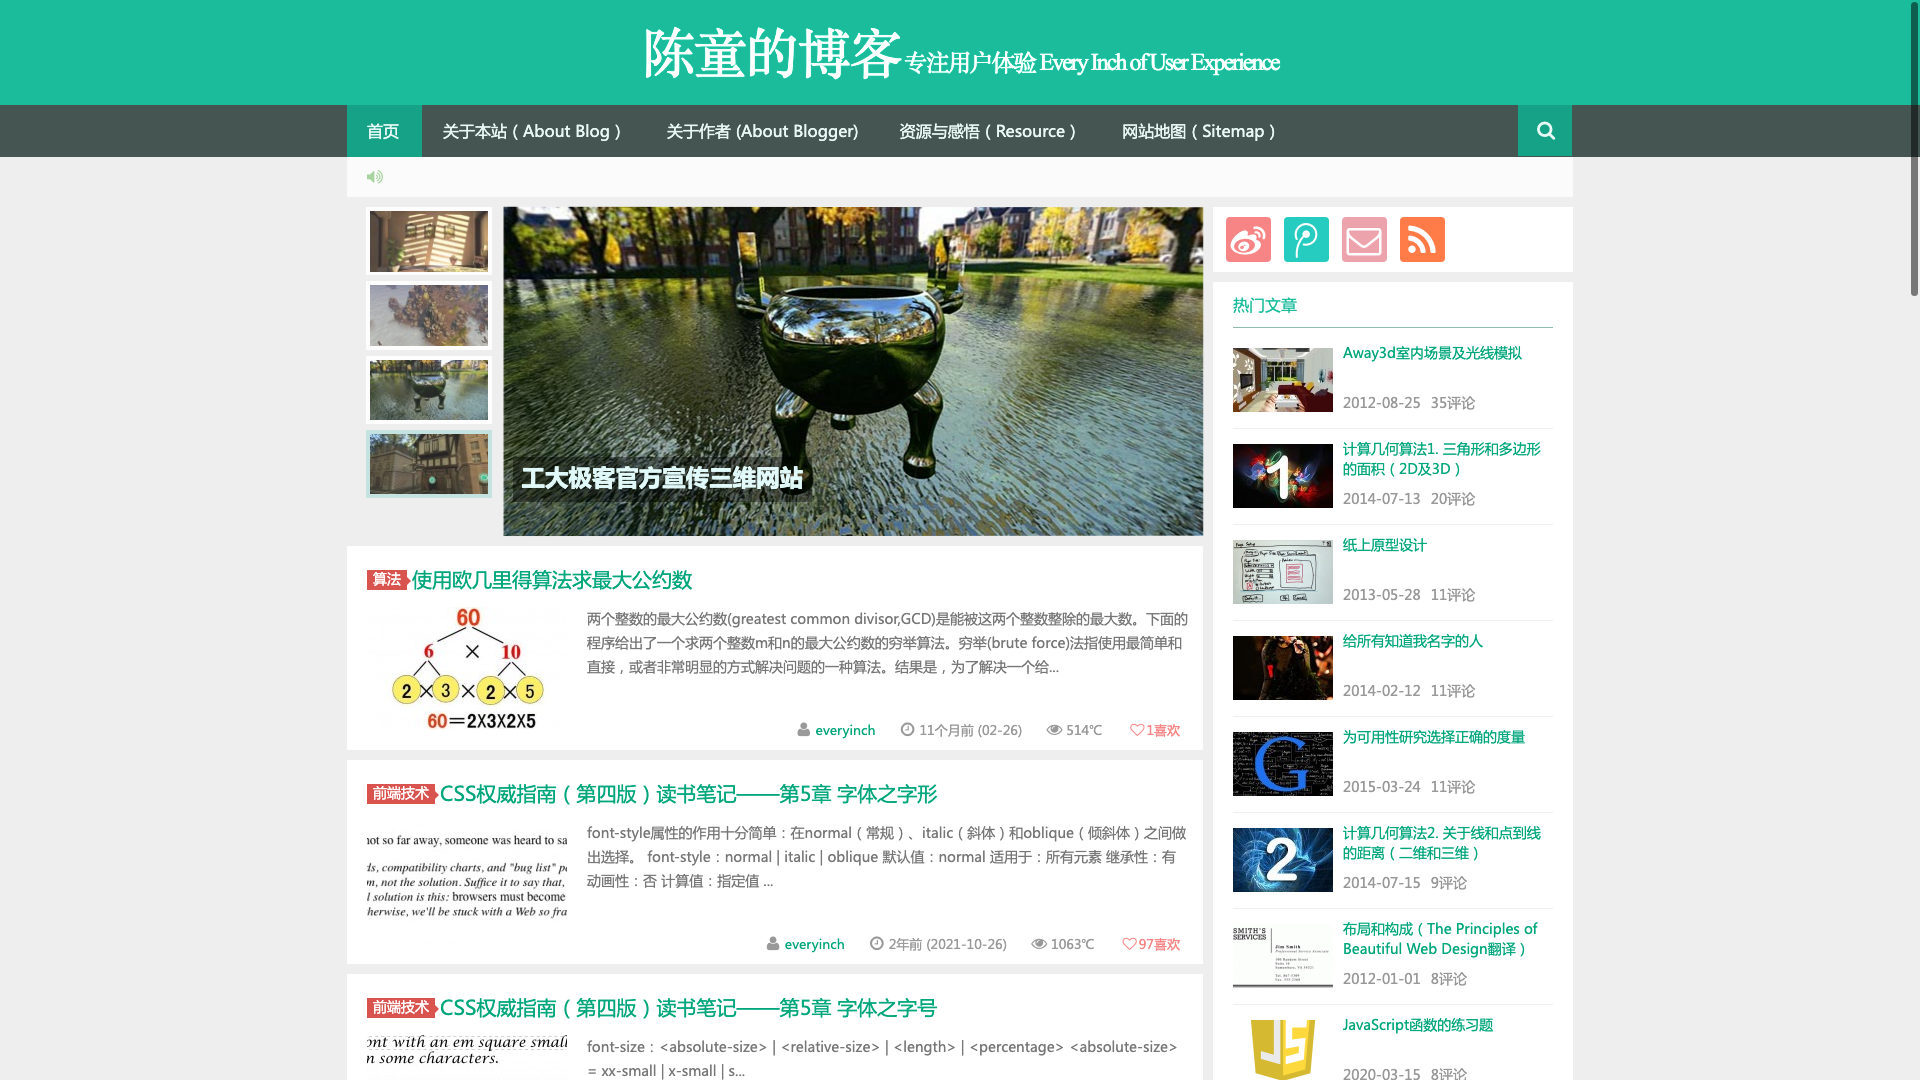 陈童的博客 专注用户体验 Every Inch of User Experience
首页 关于本站（About Blog） 关于作者 (About Blogger) 资源与感悟（Resource） 网站地图（Sitemap）
工大极客官方宣传三维网站
算法 使用欧几里得算法求最大公约数
60
6 × 10
2 × 3 × 2 × 5
60=2X3X2X5
两个整数的最大公约数(greatest common divisor,GCD)是能被这两个整数整除的最大数。下面的
程序给出了一个求两个整数m和n的最大公约数的穷举算法。穷举(brute force)法指使用最简单和
直接，或者非常明显的方式解决问题的一种算法。结果是，为了解决一个给...
everyinch 11个月前 (02-26) 514℃ 1喜欢
前端技术 CSS权威指南（第四版）读书笔记——第5章 字体之字形
not so far away, someone was heard to sa
ds, compatibility charts, and "bug list" p
m, not the solution. Suffice it to say that,
l solution is this: browsers must become
herwise, we'll be stuck with a Web so fra
font-style属性的作用十分简单：在normal（常规）、italic（斜体）和oblique（倾斜体）之间做
出选择。 font-style：normal | italic | oblique 默认值：normal 适用于：所有元素 继承性：有
动画性：否 计算值：指定值 ...
everyinch 2年前 (2021-10-26) 1063℃ 97喜欢
前端技术 CSS权威指南（第四版）读书笔记——第5章 字体之字号
ont with an em square small
n some characters.
font-size：<absolute-size> | <relative-size> | <length> | <percentage> <absolute-size>
= xx-small | x-small | s...
热门文章
Away3d室内场景及光线模拟
2012-08-25 35评论
1
计算几何算法1. 三角形和多边形
的面积（2D及3D）
2014-07-13 20评论
纸上原型设计
2013-05-28 11评论
给所有知道我名字的人
2014-02-12 11评论
G
为可用性研究选择正确的度量
2015-03-24 11评论
2
计算几何算法2. 关于线和点到线
的距离（二维和三维）
2014-07-15 9评论
SMITH'S
SERVICES
Jon Smith
布局和构成（The Principles of
Beautiful Web Design翻译）
2012-01-01 8评论
JS
JavaScript函数的练习题
2020-03-15 8评论